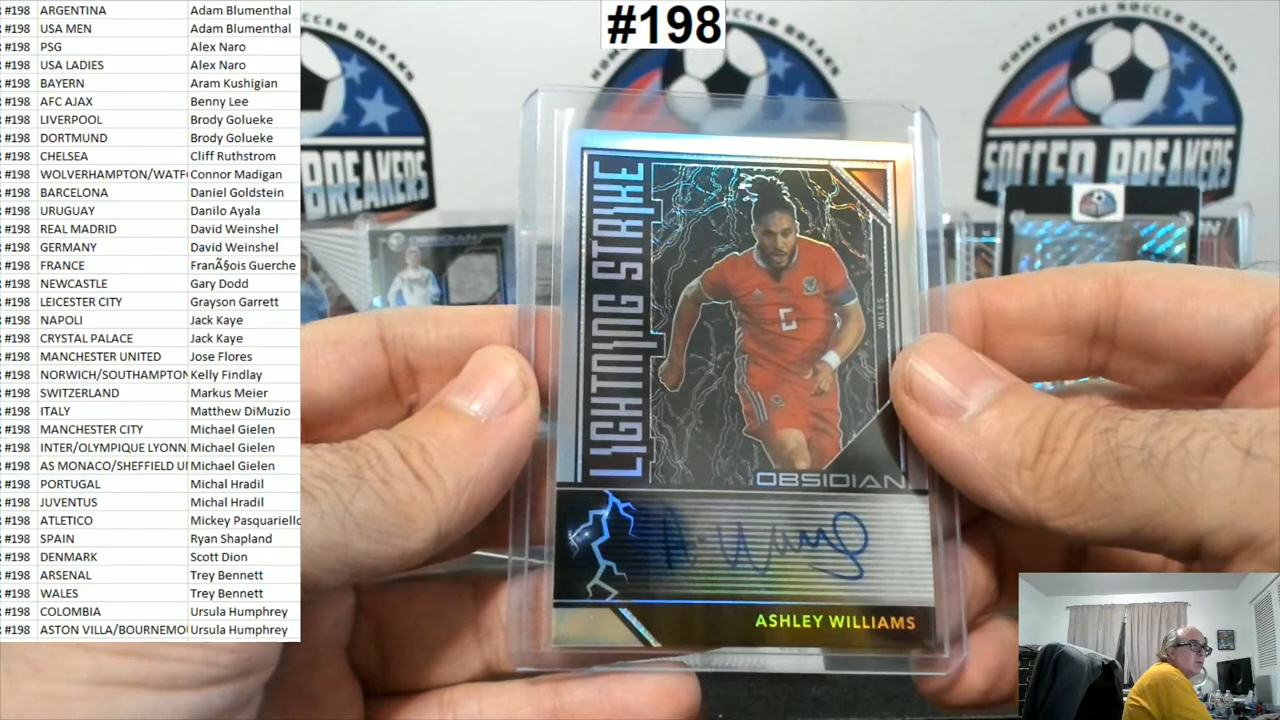 #198
#198 ARGENTINA Adam Blumenthal
#198 USA MEN Adam Blumenthal
#198 PSG Alex Naro
#198 USA LADIES Alex Naro
#198 BAYERN Aram Kushigian
#198 AFC AJAX Benny Lee
#198 LIVERPOOL Brody Golueke
#198 DORTMUND Brody Golueke
#198 CHELSEA Cliff Ruthstrom
#198 WOLVERHAMPTON/WATF Connor Madigan
#198 BARCELONA Daniel Goldstein
#198 URUGUAY Danilo Ayala
#198 REAL MADRID David Weinshel
#198 GERMANY David Weinshel
#198 FRANCE FranÃ§ois Guerche
#198 NEWCASTLE Gary Dodd
#198 LEICESTER CITY Grayson Garrett
#198 NAPOLI Jack Kaye
#198 CRYSTAL PALACE Jack Kaye
#198 MANCHESTER UNITED Jose Flores
#198 NORWICH/SOUTHAMPTON Kelly Findlay
#198 SWITZERLAND Markus Meier
#198 ITALY Matthew DiMuzio
#198 MANCHESTER CITY Michael Gielen
#198 INTER/OLYMPIQUE LYONN Michael Gielen
#198 AS MONACO/SHEFFIELD U Michael Gielen
#198 PORTUGAL Michal Hradil
#198 JUVENTUS Michal Hradil
#198 ATLETICO Mickey Pasquariello
#198 SPAIN Ryan Shapland
#198 DENMARK Scott Dion
#198 ARSENAL Trey Bennett
#198 WALES Trey Bennett
#198 COLOMBIA Ursula Humphrey
#198 ASTON VILLA/BOURNEMO Ursula Humphrey
HOME OF THE SOCCER BREAKS
SOCCER BREAKERS
BREAKERS
OBSIDIAN
LIGHTNING STRIKE
WALES
OBSIDIAN
ASHLEY WILLIAMS